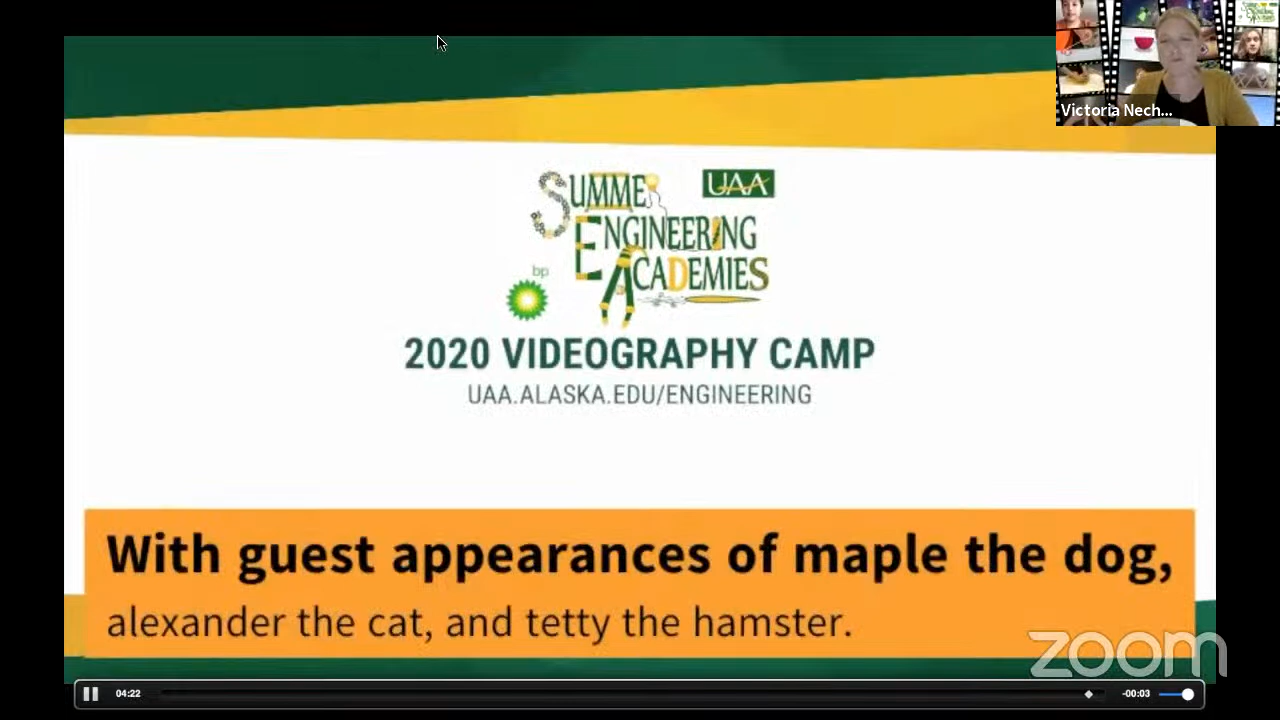 Victoria Nech...
SUMMER
UAA
ENGINEERING
ACADEMIES
bp
2020 VIDEOGRAPHY CAMP
UAA.ALASKA.EDU/ENGINEERING
With guest appearances of maple the dog,
alexander the cat, and tetty the hamster.
zoom
04:22
-00:03